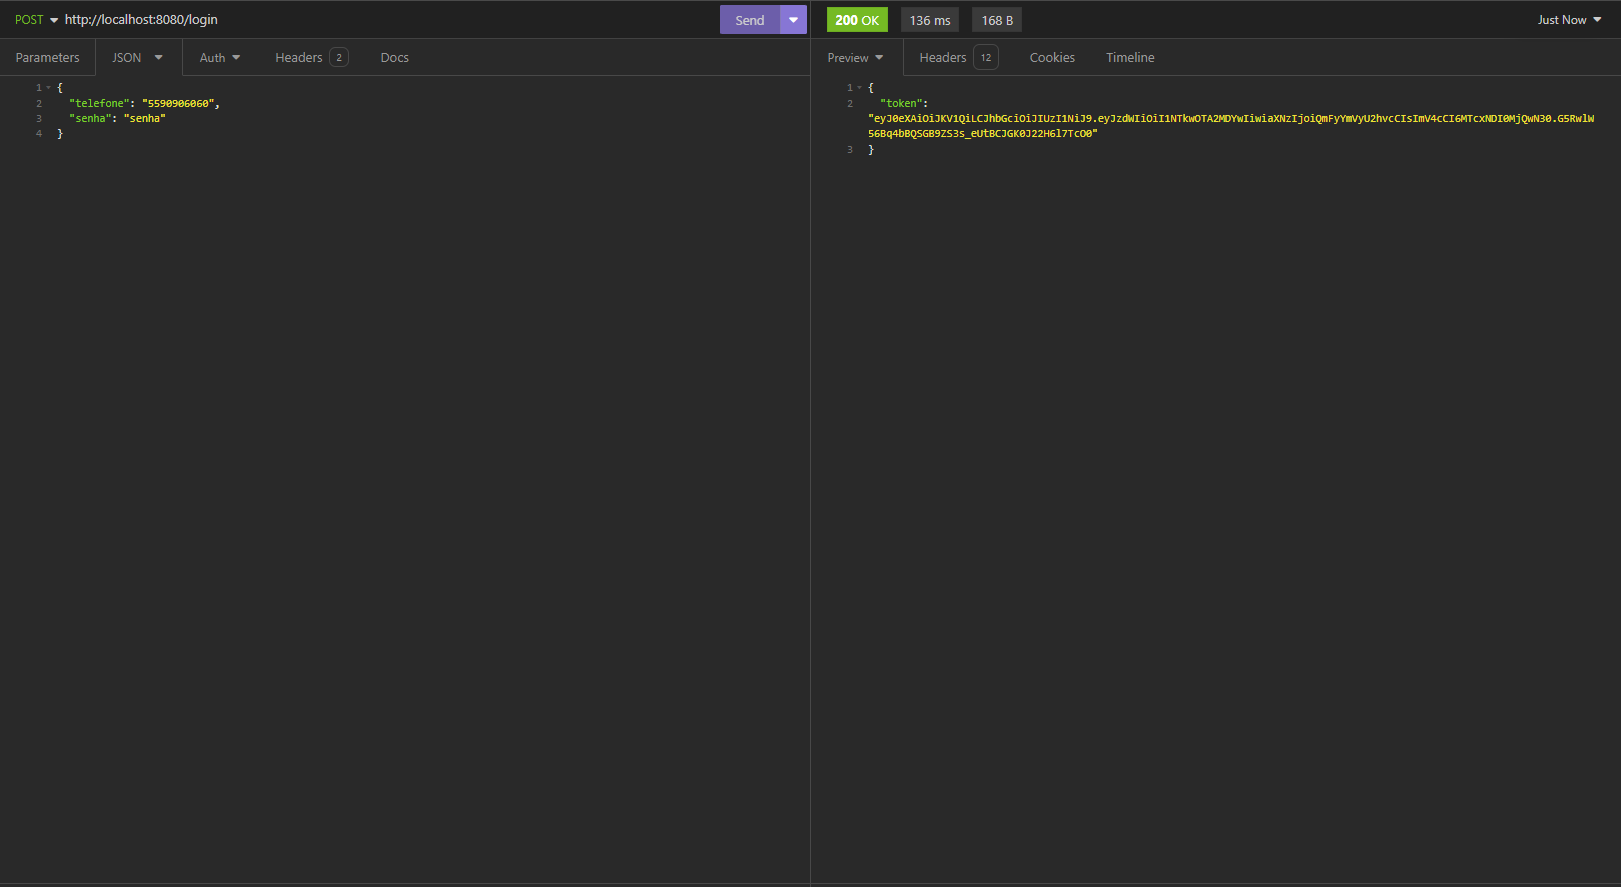 POST http://localhost:8080/login Send 200 OK 136 ms 168 B Just Now
Parameters JSON Auth Headers 2 Docs Preview Headers 12 Cookies Timeline
1 {
2 "telefone": "5590906060",
3 "senha": "senha"
4 }
1 {
2 "token":
"eyJ0eXAiOiJKV1QiLCJhbGciOiJIUzI1NiJ9.eyJzdWIiOiI1NTkwOTA2MDYwIiwiaXNzIjoiQmFyYmVyU2hvcCIsImV4cCI6MTcxNDI0MjQwN30.G5RwlW
56Bq4bBQSGB9ZS3s_eUtBCJGK0J22H6l7TcO0"
3 }